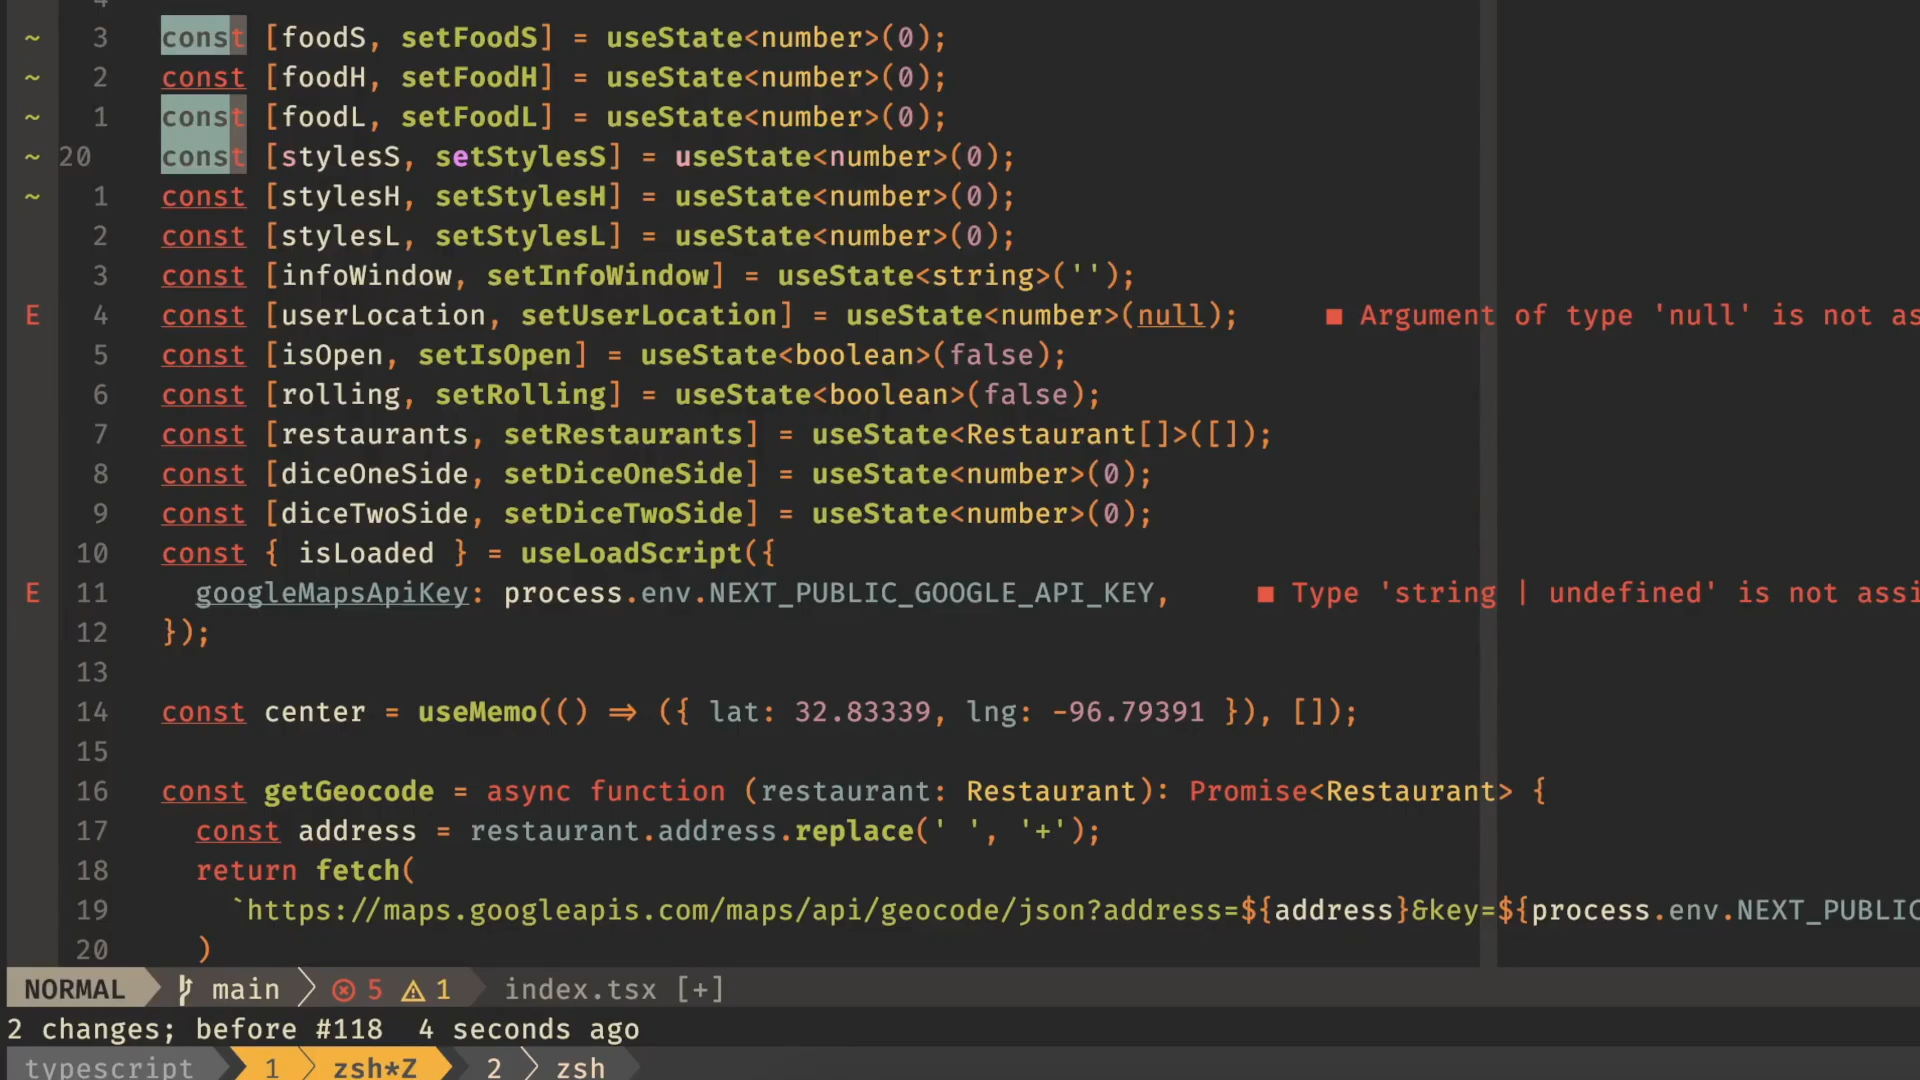 ~ 3 const [foodS, setFoodS] = useState<number>(0);
~ 2 const [foodH, setFoodH] = useState<number>(0);
~ 1 const [foodL, setFoodL] = useState<number>(0);
~ 20 const [stylesS, setStylesS] = useState<number>(0);
~ 1 const [stylesH, setStylesH] = useState<number>(0);
2 const [stylesL, setStylesL] = useState<number>(0);
3 const [infoWindow, setInfoWindow] = useState<string>('');
E 4 const [userLocation, setUserLocation] = useState<number>(null); ■ Argument of type 'null' is not as
5 const [isOpen, setIsOpen] = useState<boolean>(false);
6 const [rolling, setRolling] = useState<boolean>(false);
7 const [restaurants, setRestaurants] = useState<Restaurant[]>([]);
8 const [diceOneSide, setDiceOneSide] = useState<number>(0);
9 const [diceTwoSide, setDiceTwoSide] = useState<number>(0);
10 const { isLoaded } = useLoadScript({
E 11 googleMapsApiKey: process.env.NEXT_PUBLIC_GOOGLE_API_KEY, ■ Type 'string | undefined' is not assi
12 });
13
14 const center = useMemo(() => ({ lat: 32.83339, lng: -96.79391 }), []);
15
16 const getGeocode = async function (restaurant: Restaurant): Promise<Restaurant> {
17 const address = restaurant.address.replace(' ', '+');
18 return fetch(
19 `https://maps.googleapis.com/maps/api/geocode/json?address=${address}&key=${process.env.NEXT_PUBLIC
20 )
NORMAL main 5 1 index.tsx [+]
2 changes; before #118 4 seconds ago
typescript 1 zsh*Z 2 zsh